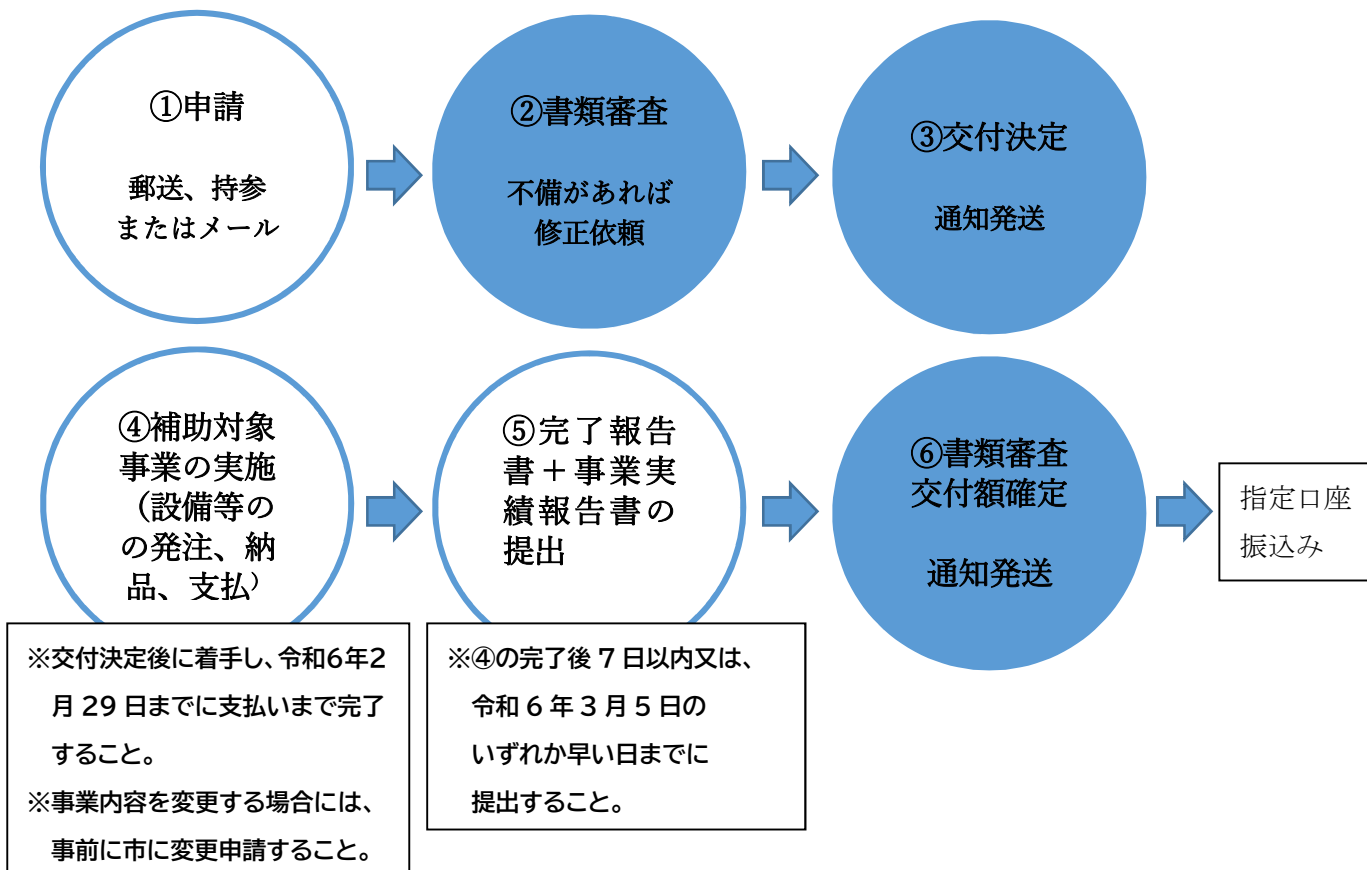 ①申請
郵送、持参
またはメール
②書類審査
不備があれば
修正依頼
③交付決定
通知発送
④補助対象
事業の実施
（設備等の
の発注、納
品、支払）
※交付決定後に着手し、令和6年2
月 29 日までに支払いまで完了
すること。
※事業内容を変更する場合には、
事前に市に変更申請すること。
⑤完了報告
書＋事業実
績報告書の
提出
※④の完了後 7 日以内又は、
令和 6 年 3 月 5 日の
いずれか早い日までに
提出すること。
⑥書類審査
交付額確定
通知発送
指定口座
振込み